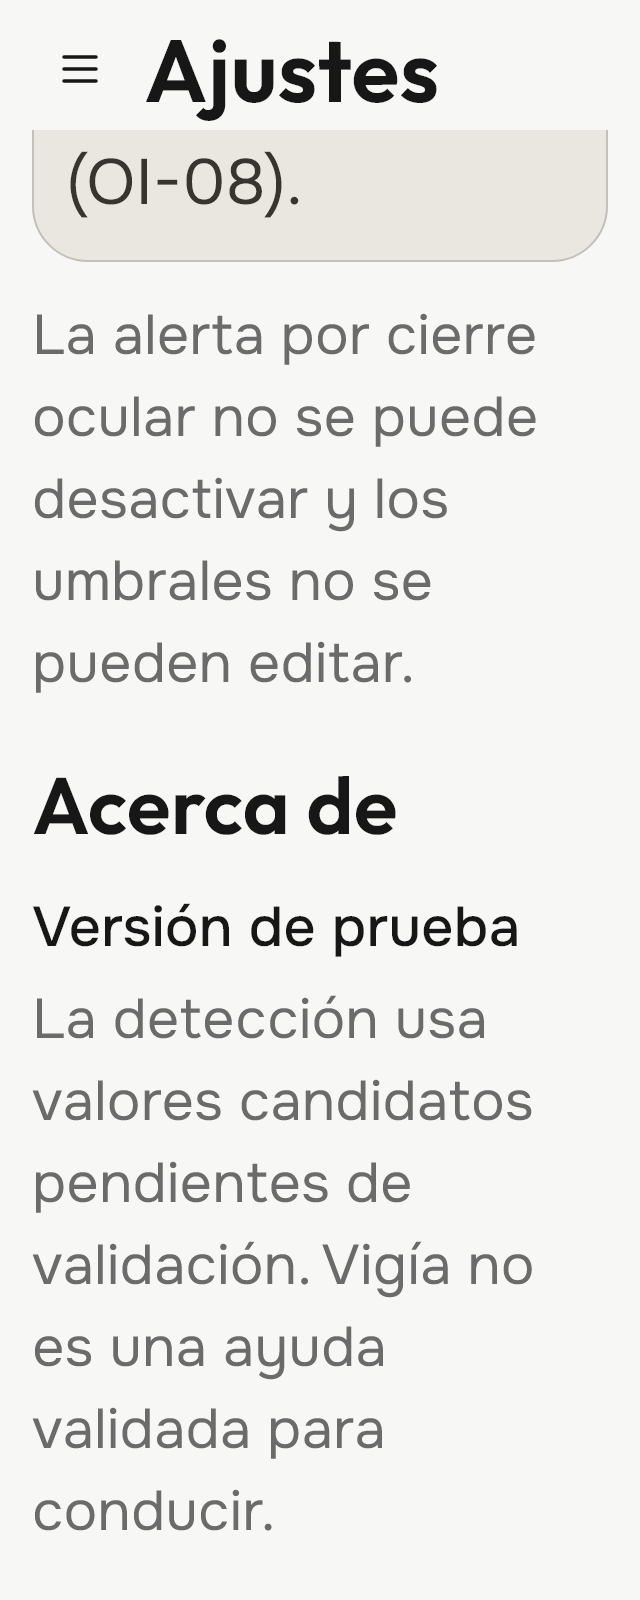 Ajustes
(OI-08).
La alerta por cierre
ocular no se puede
desactivar y los
umbrales no se
pueden editar.
Acerca de
Versión de prueba
La detección usa
valores candidatos
pendientes de
validación. Vigía no
es una ayuda
validada para
conducir.